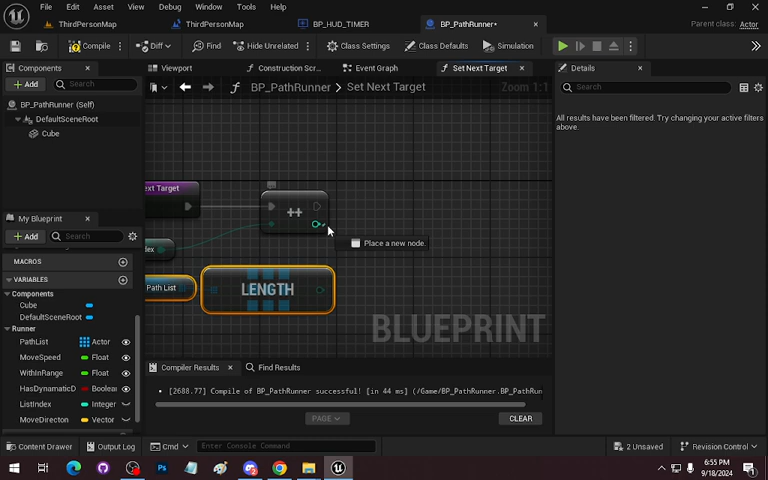 File Edit Asset View Debug Window Tools Help
ThirdPersonMap ThirdPersonMap BP_HUD_TIMER BP_PathRunner• Parent class: Actor
Compile Diff Find Hide Unrelated Class Settings Class Defaults Simulation
Components Viewport Construction Scr... Event Graph Set Next Target Details
+ Add Search BP_PathRunner > Set Next Target Zoom 1:1 Search
BP_PathRunner (Self)
DefaultSceneRoot
Cube
All results have been filtered. Try changing your active filters
above.
ext Target
++
Place a new node.
dex
Path List LENGTH
BLUEPRINT
My Blueprint
+ Add Search
MACROS
VARIABLES
Components
Cube
DefaultSceneRoot
Runner
PathList Actor
MoveSpeed Float
WithInRange Float
HasDynamicD Boolean
ListIndex Integer
MoveDirecton Vector
Compiler Results Find Results
[2688.77] Compile of BP_PathRunner successful! [in 44 ms] (/Game/BP_PathRunner.BP_PathRun
PAGE CLEAR
Content Drawer Output Log Cmd Enter Console Command 2 Unsaved Revision Control
6:55 PM
9/18/2024